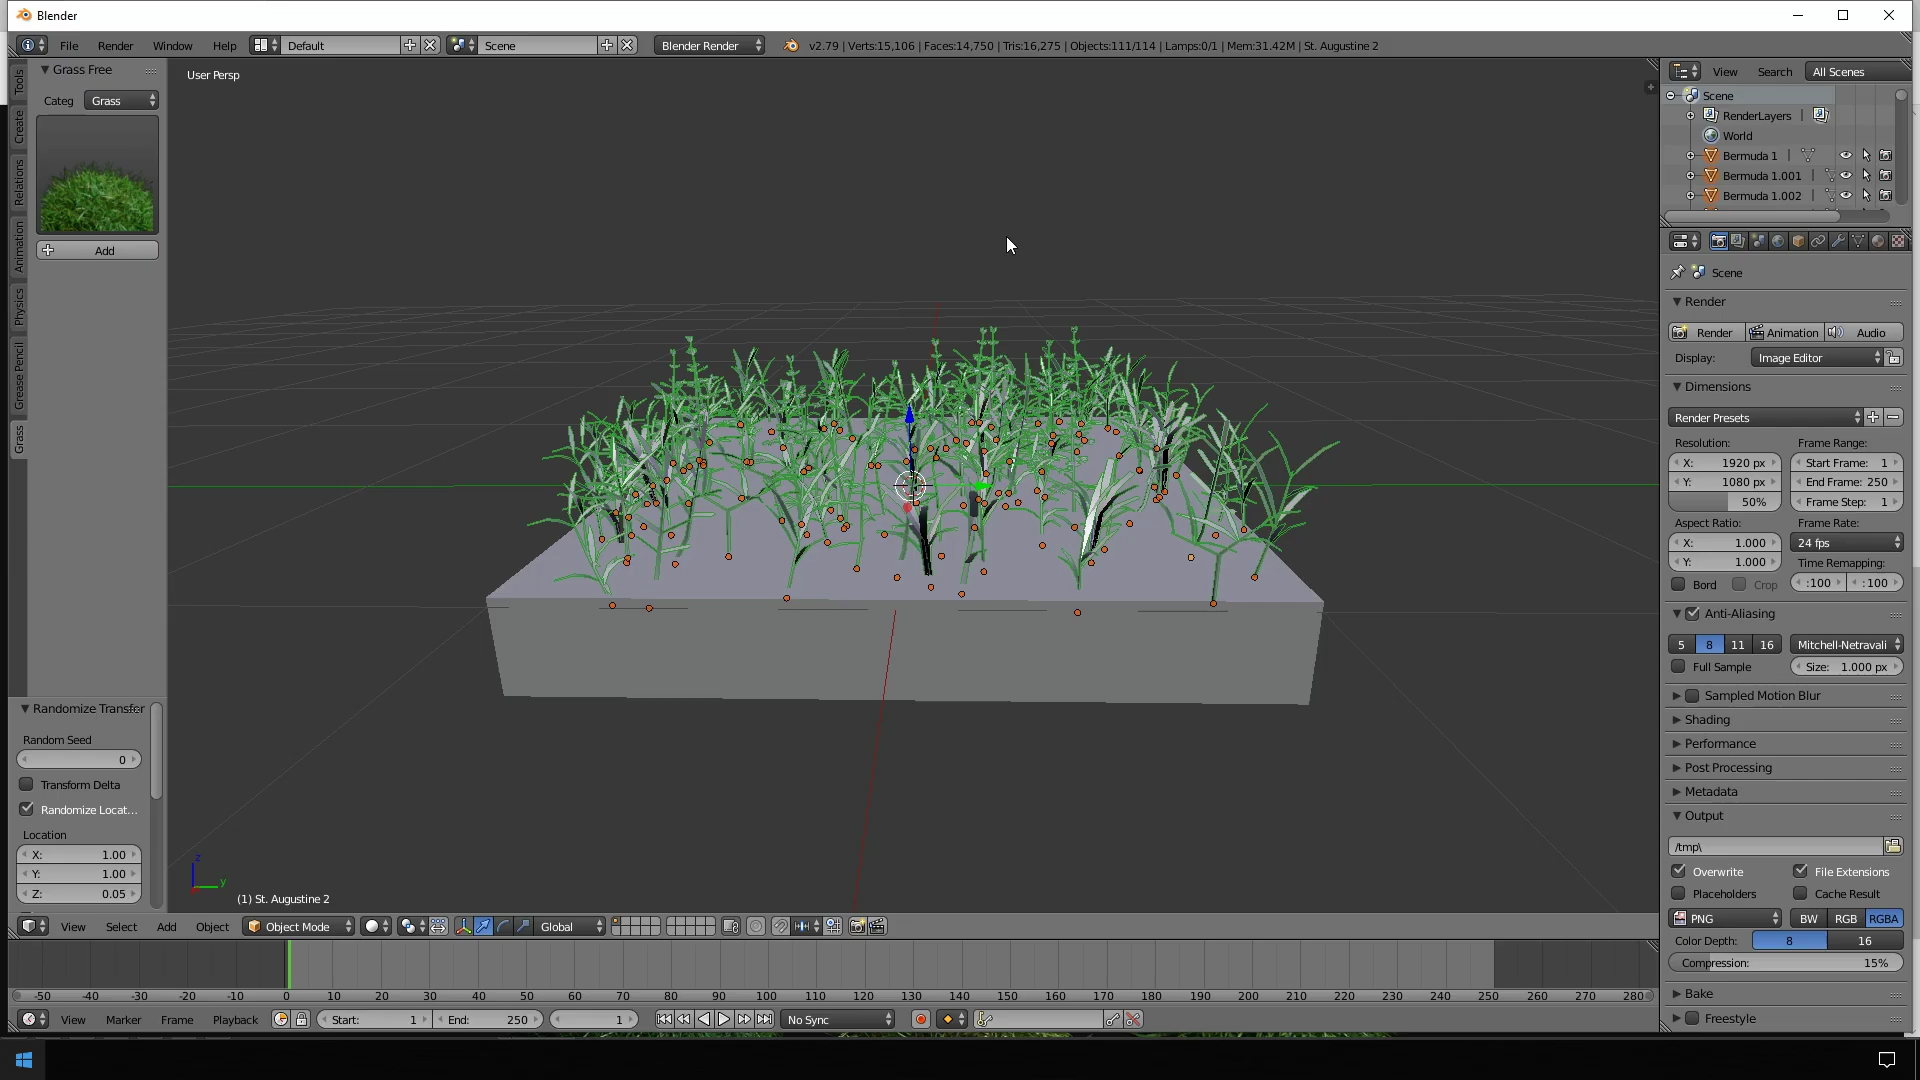 Blender
File Render Window Help Default Scene Blender Render v2.79 | Verts:15,106 | Faces:14,750 | Tris:16,275 | Objects:111/114 | Lamps:0/1 | Mem:31.42M | St. Augustine 2
Tools
Create
Relations
Animation
Physics
Grease Pencil
Grass
Grass Free
Categ Grass
Add
Randomize Transfor
Random Seed
0
Transform Delta
Randomize Locat...
Location
X: 1.00
Y: 1.00
Z: 0.05
User Persp
z
y
(1) St. Augustine 2
View Select Add Object Object Mode Global
View Search All Scenes
Scene
RenderLayers |
World
Bermuda 1 |
Bermuda 1.001 |
Bermuda 1.002 |
Scene
Render
Render Animation Audio
Display: Image Editor
Dimensions
Render Presets
Resolution: Frame Range:
X: 1920 px Start Frame: 1
Y: 1080 px End Frame: 250
50% Frame Step: 1
Aspect Ratio: Frame Rate:
X: 1.000 24 fps
Y: 1.000 Time Remapping:
Bord Crop :100 :100
Anti-Aliasing
5 8 11 16 Mitchell-Netravali
Full Sample Size: 1.000 px
Sampled Motion Blur
Shading
Performance
Post Processing
Metadata
Output
/tmp\
Overwrite File Extensions
Placeholders Cache Result
PNG BW RGB RGBA
Color Depth: 8 16
Compression: 15%
Bake
Freestyle
-50 -40 -30 -20 -10 0 10 20 30 40 50 60 70 80 90 100 110 120 130 140 150 160 170 180 190 200 210 220 230 240 250 260 270 280
View Marker Frame Playback Start: 1 End: 250 1 No Sync